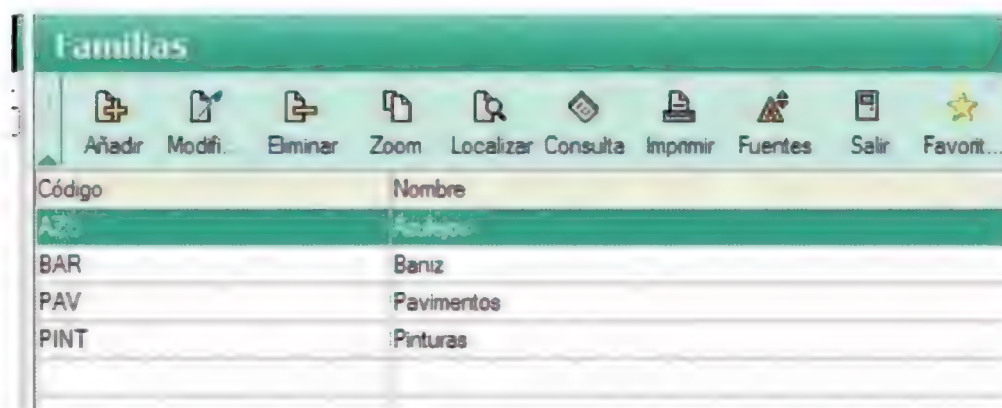 Familias
Añadir Modifi... Eliminar Zoom Localizar Consulta Imprimir Fuentes Salir Favorit...
Código Nombre
Azulejos
BAR Barniz
PAV Pavimentos
PINT Pinturas